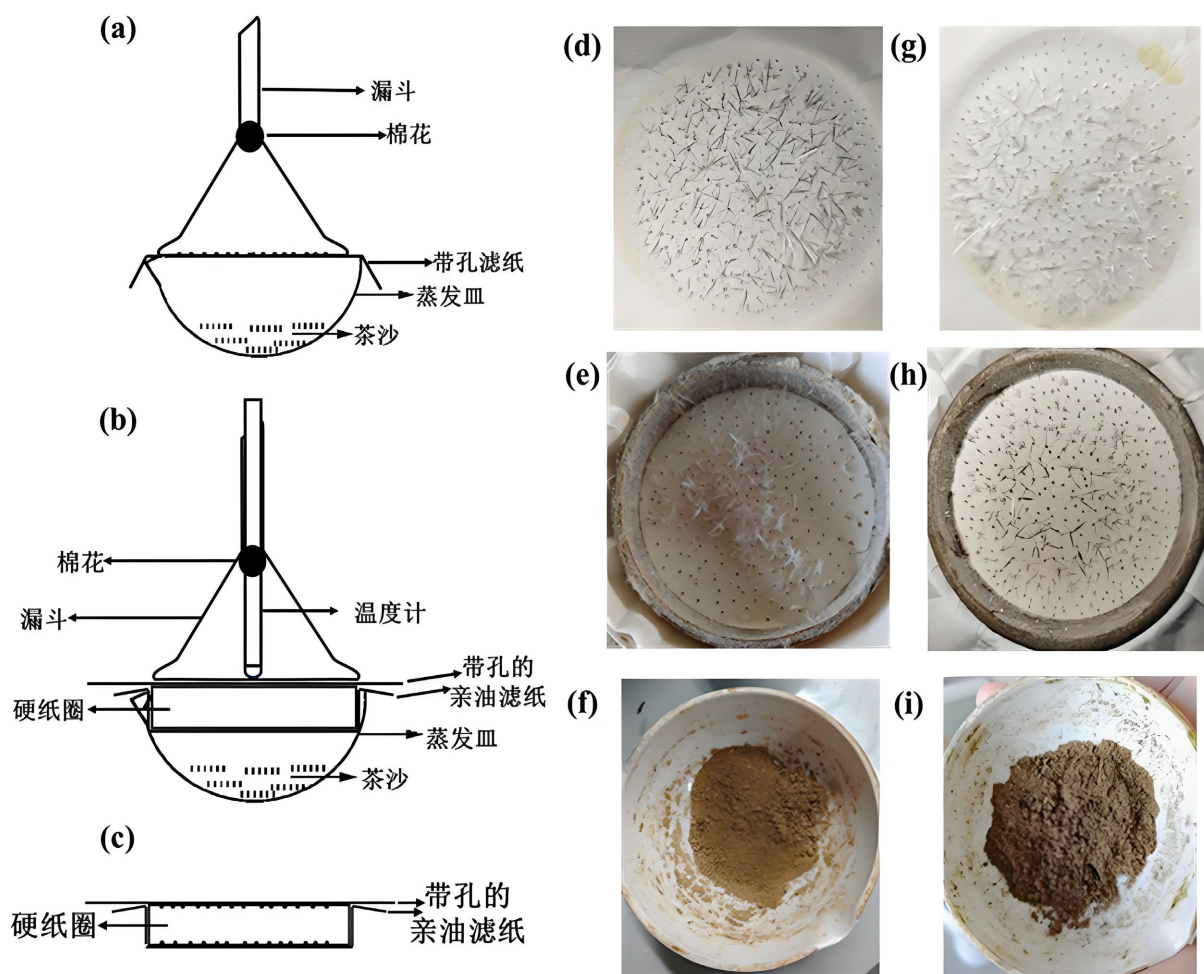 (a)
漏斗
棉花
带孔滤纸
蒸发皿
茶沙
(b)
棉花
漏斗
温度计
带孔的
亲油滤纸
硬纸圈
蒸发皿
茶沙
(c)
带孔的
亲油滤纸
硬纸圈
(d)
(g)
(e)
(h)
(f)
(i)